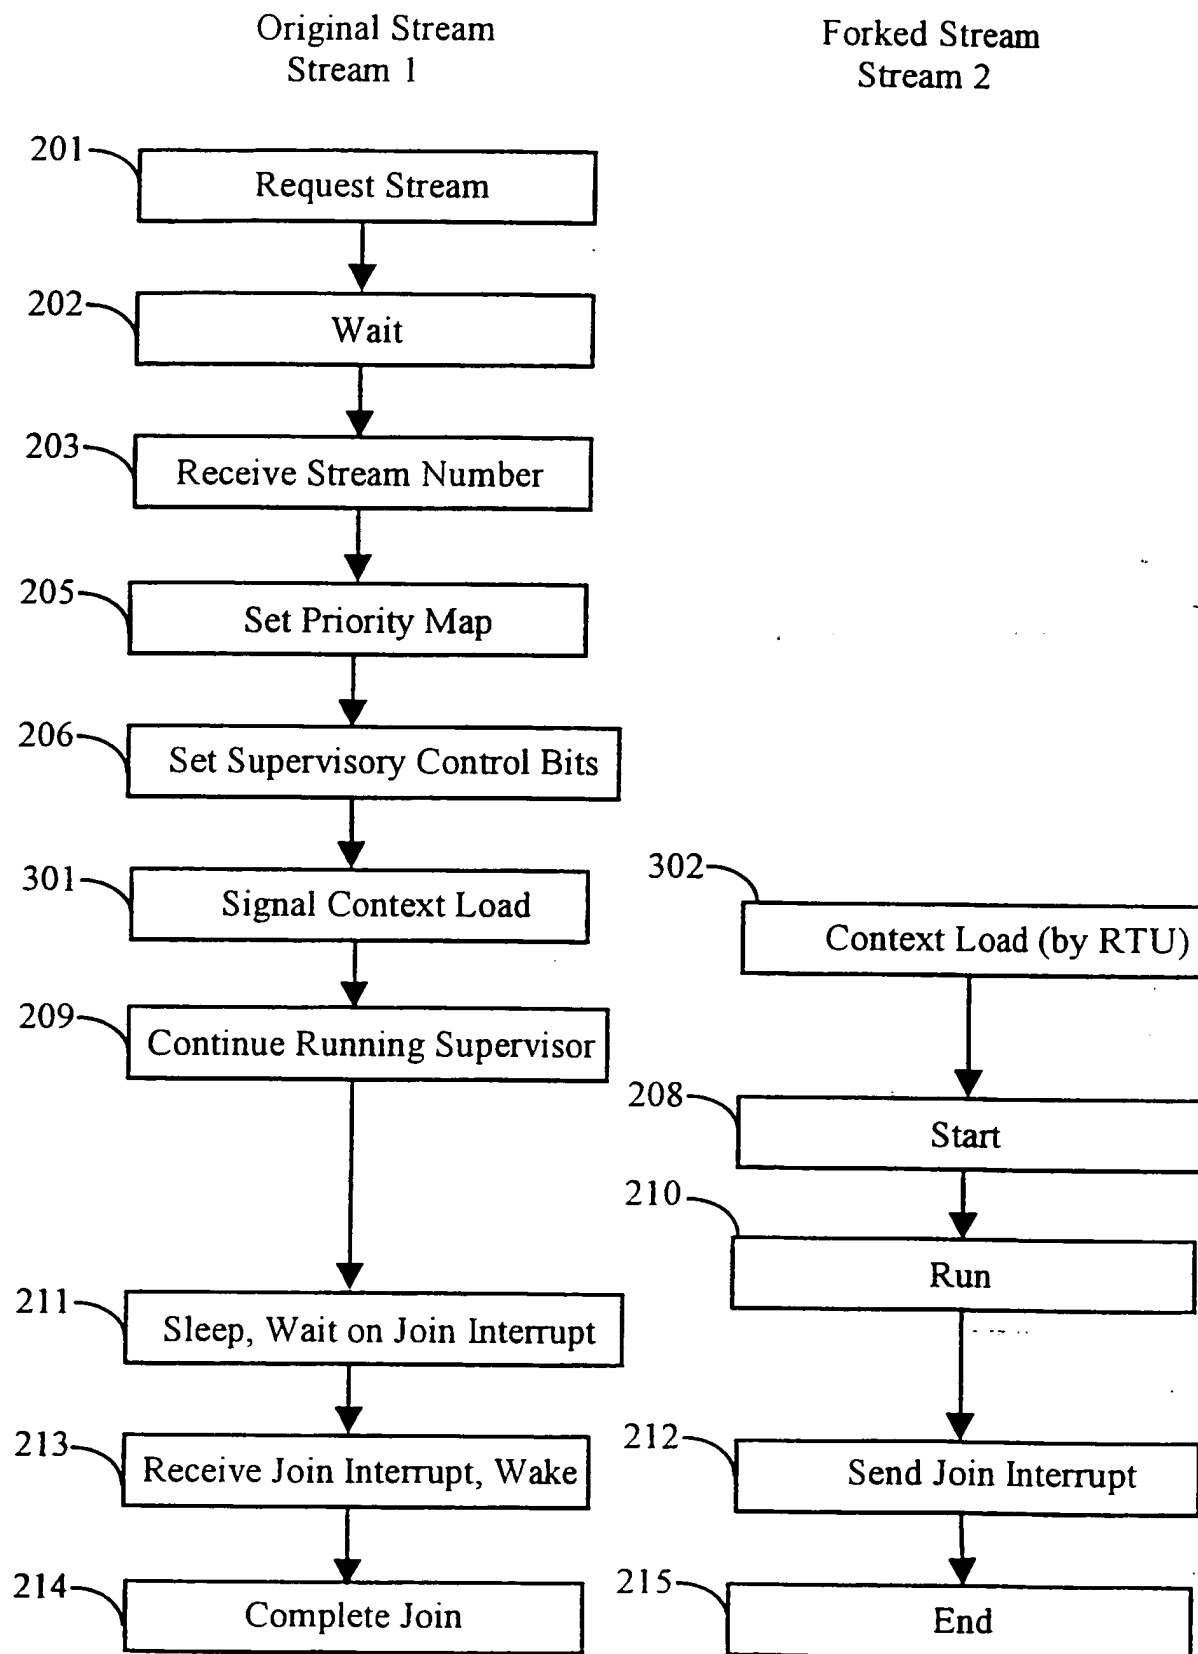 Original Stream
Stream 1
Forked Stream
Stream 2
201
Request Stream
202
Wait
203
Receive Stream Number
205
Set Priority Map
206
Set Supervisory Control Bits
301
Signal Context Load
302
Context Load (by RTU)
209
Continue Running Supervisor
208
Start
210
Run
211
Sleep, Wait on Join Interrupt
213
Receive Join Interrupt, Wake
212
Send Join Interrupt
214
Complete Join
215
End